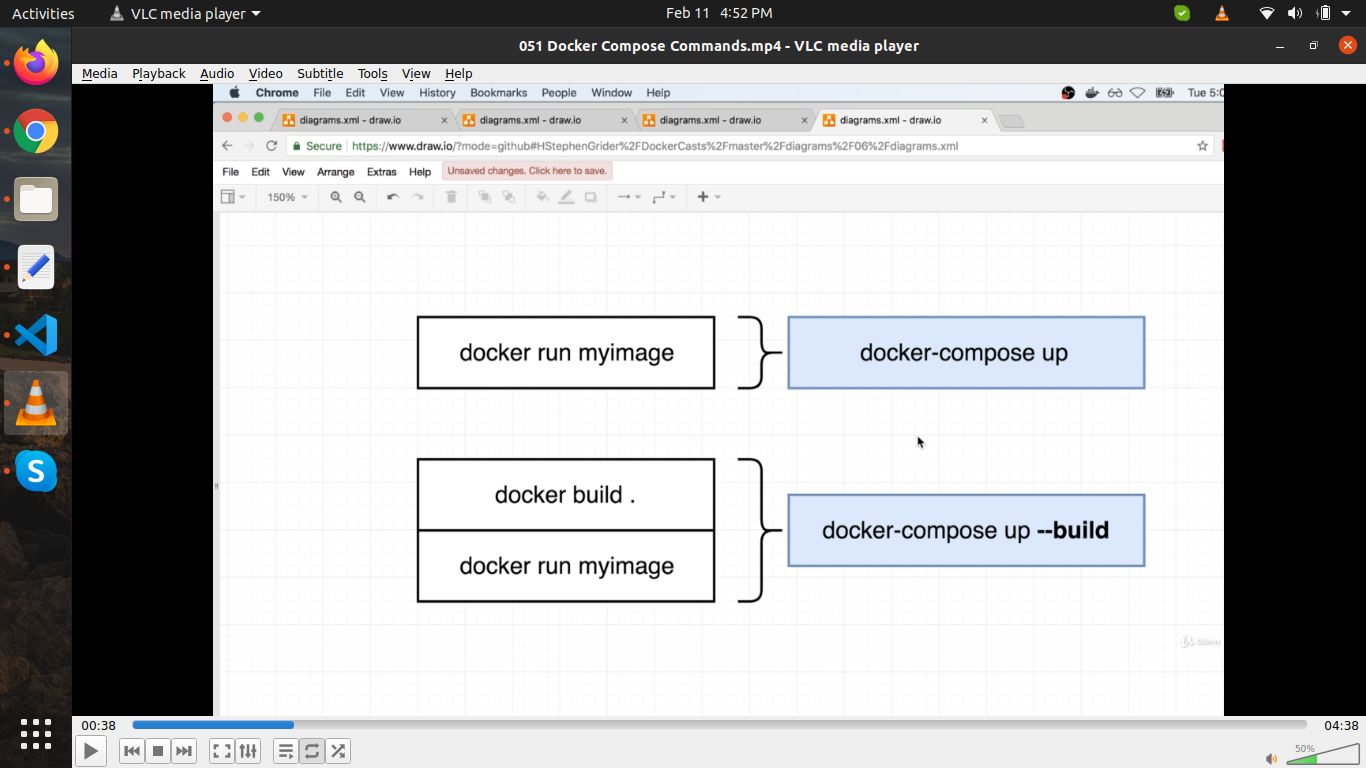 Activities VLC media player Feb 11 4:52 PM
051 Docker Compose Commands.mp4 - VLC media player
Media Playback Audio Video Subtitle Tools View Help
Chrome File Edit View History Bookmarks People Window Help Tue 5:0
diagrams.xml - draw.io diagrams.xml - draw.io diagrams.xml - draw.io diagrams.xml - draw.io
Secure https://www.draw.io/?mode=github#HStephenGrider%2FDockerCasts%2Fmaster%2Fdiagrams%2F06%2Fdiagrams.xml
File Edit View Arrange Extras Help Unsaved changes. Click here to save.
150%
docker run myimage
docker-compose up
docker build .
docker run myimage
docker-compose up --build
Udemy
00:38 04:38
50%